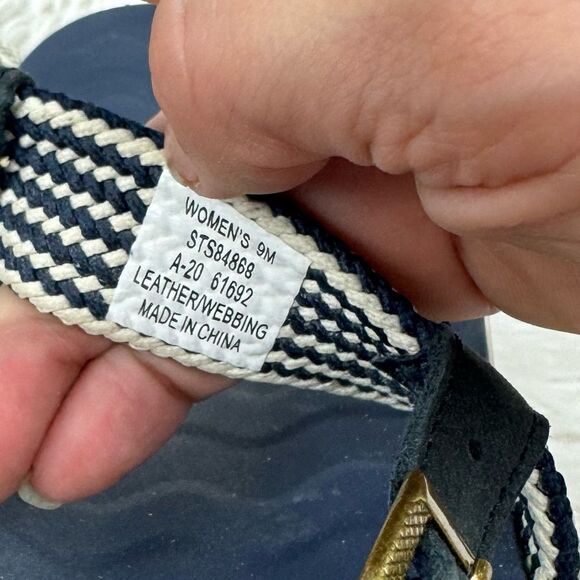 WOMEN'S 9M
STS84868
A-20 61692
LEATHER/WEBBING
MADE IN CHINA